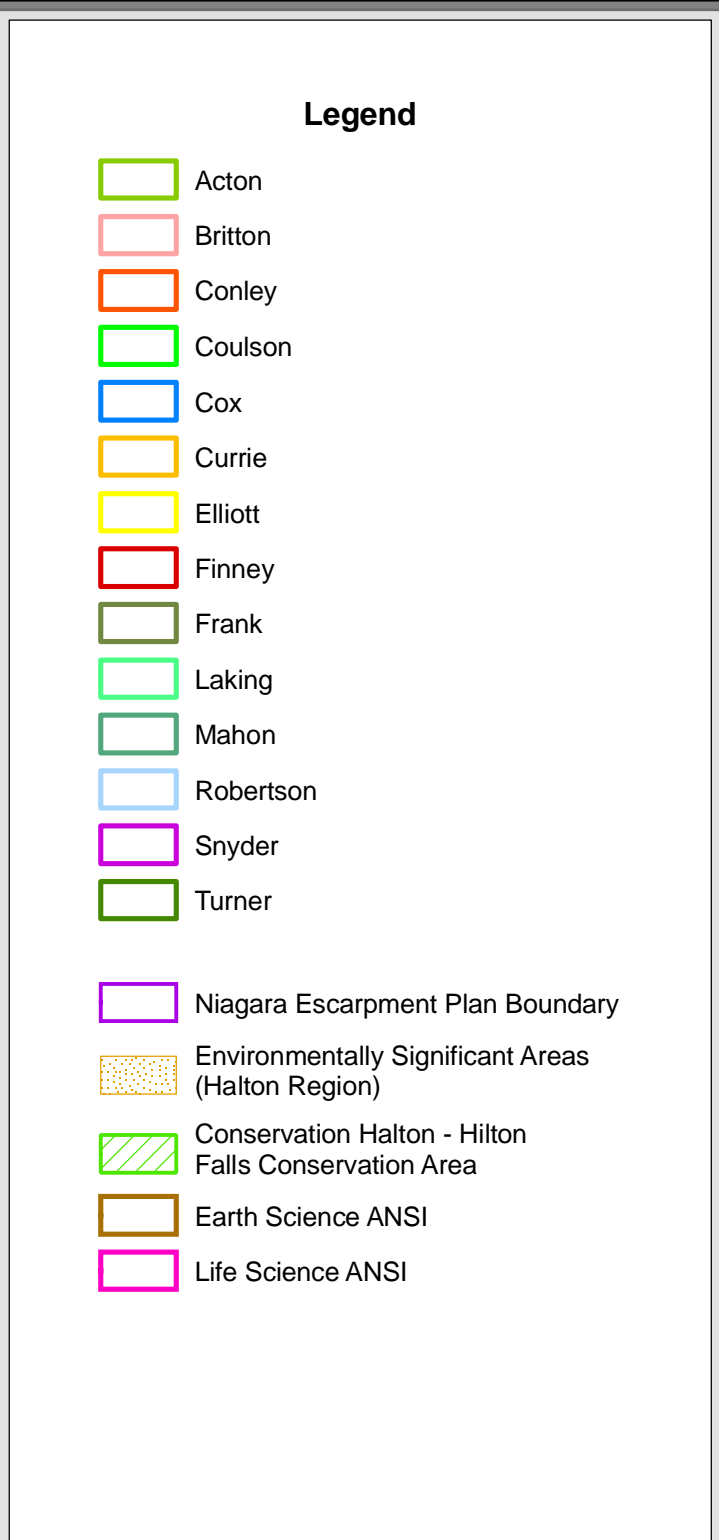 Legend
Acton
Britton
Conley
Coulson
Cox
Currie
Elliott
Finney
Frank
Laking
Mahon
Robertson
Snyder
Turner
Niagara Escarpment Plan Boundary
Environmentally Significant Areas
(Halton Region)
Conservation Halton - Hilton
Falls Conservation Area
Earth Science ANSI
Life Science ANSI